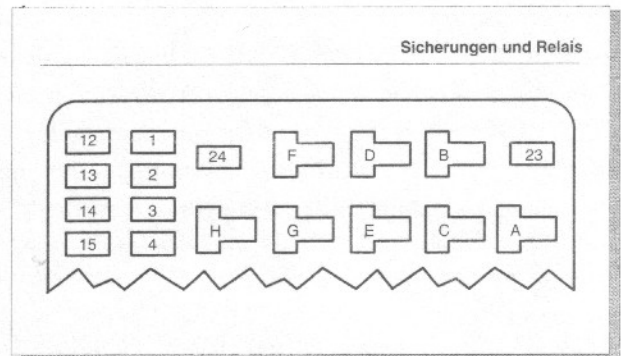 Sicherungen und Relais
12 1 24 F D B 23
13 2
14 3 H G E C A
15 4